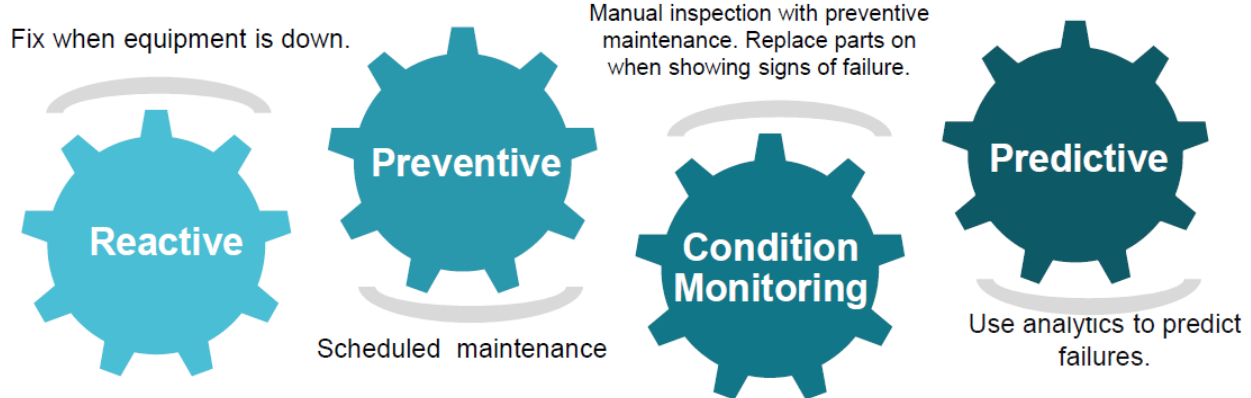 Fix when equipment is down.
Reactive
Preventive
Scheduled maintenance
Manual inspection with preventive
maintenance. Replace parts on
when showing signs of failure.
Condition
Monitoring
Predictive
Use analytics to predict
failures.